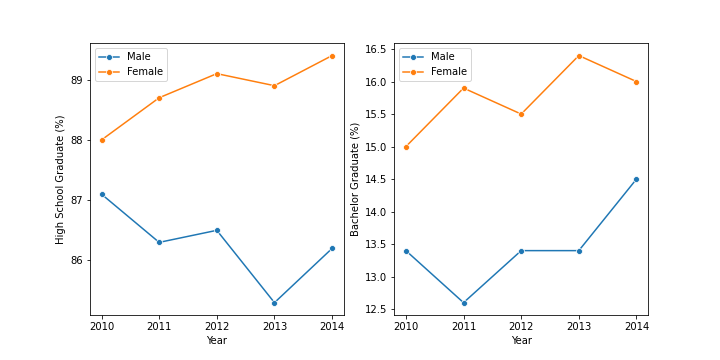 Male
Female
High School Graduate (%)
89
88
87
86
2010 2011 2012 2013 2014
Year
Male
Female
Bachelor Graduate (%)
16.5
16.0
15.5
15.0
14.5
14.0
13.5
13.0
12.5
2010 2011 2012 2013 2014
Year